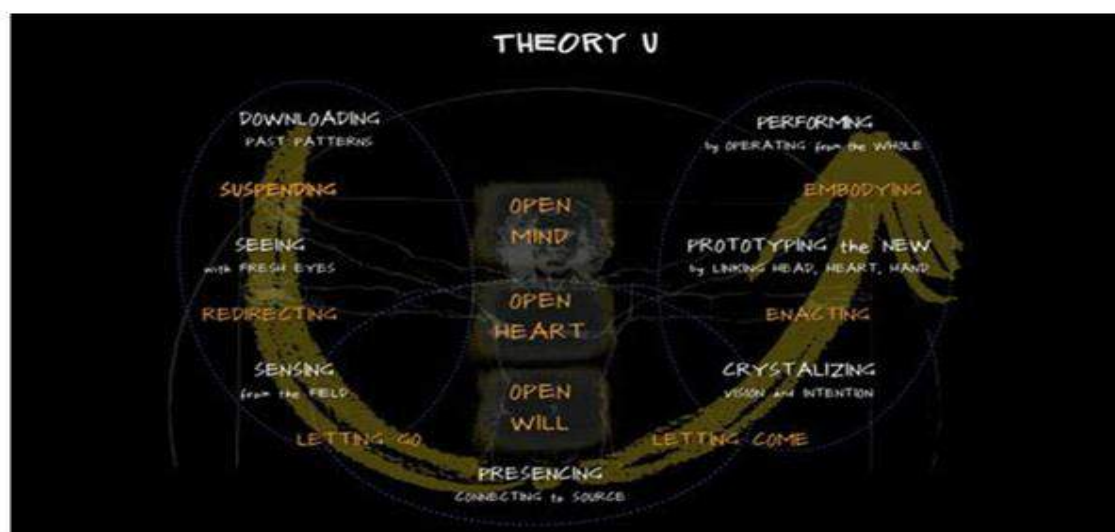 THEORY U
DOWNLOADING
PAST PATTERNS
SUSPENDING
SEEING
with FRESH EYES
REDIRECTING
SENSING
from the FIELD
LETTING GO
PRESENCING
CONNECTING to SOURCE
OPEN
MIND
OPEN
HEART
OPEN
WILL
PERFORMING
by OPERATING from the WHOLE
EMBODYING
PROTOTYPING the NEW
by LINKING HEAD, HEART, HAND
ENACTING
CRYSTALIZING
VISION and INTENTION
LETTING COME